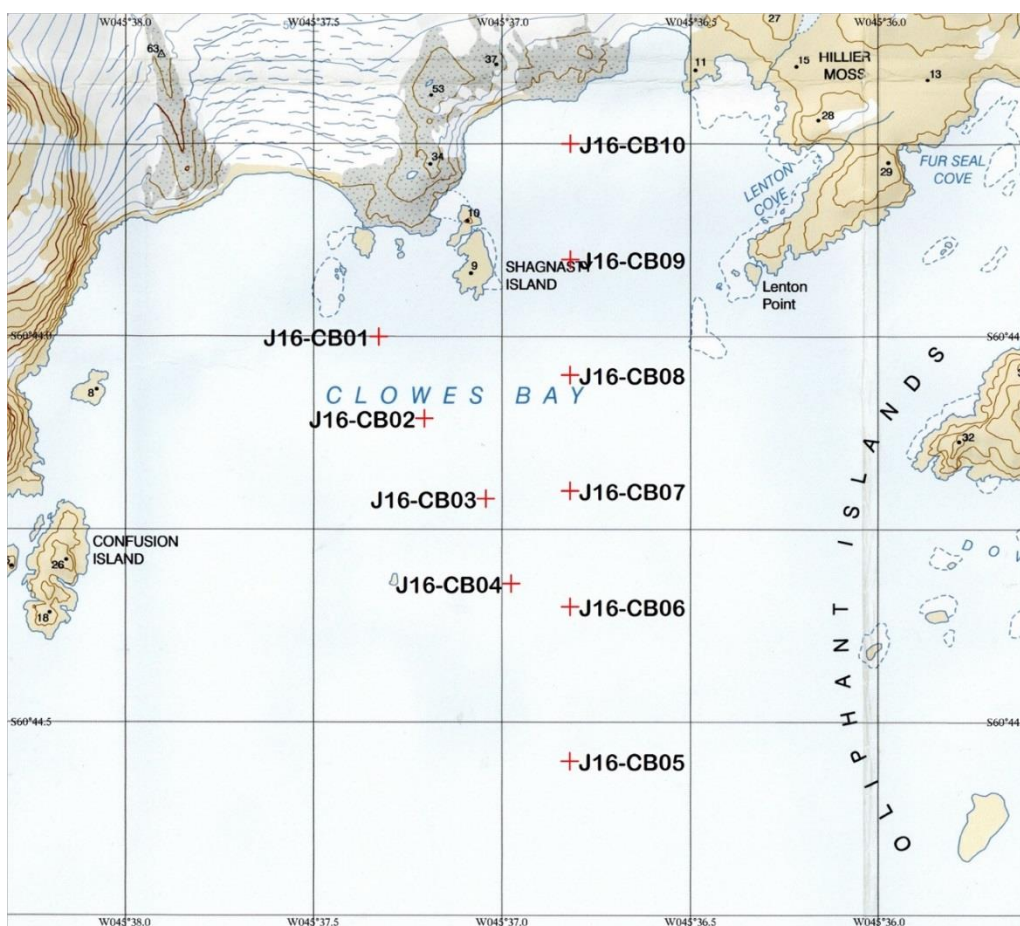 W045°38.0
W045°37.5
W045°37.0
W045°36.5
W045°36.0
63
37
53
34
11
27
15
HILLIER
MOSS
13
28
29
J16-CB10
LENTON
COVE
FUR SEAL
COVE
10
9
SHAGNASTY
ISLAND
J16-CB09
Lenton
Point
S60°44.0
J16-CB01
S60°44
8
CLOWES BAY
J16-CB08
J16-CB02
32
J16-CB03
J16-CB07
CONFUSION
ISLAND
26
18
J16-CB04
J16-CB06
OLIPHANT ISLANDS
DOV
S60°44.5
S60°44
J16-CB05
W045°38.0
W045°37.5
W045°37.0
W045°36.5
W045°36.0